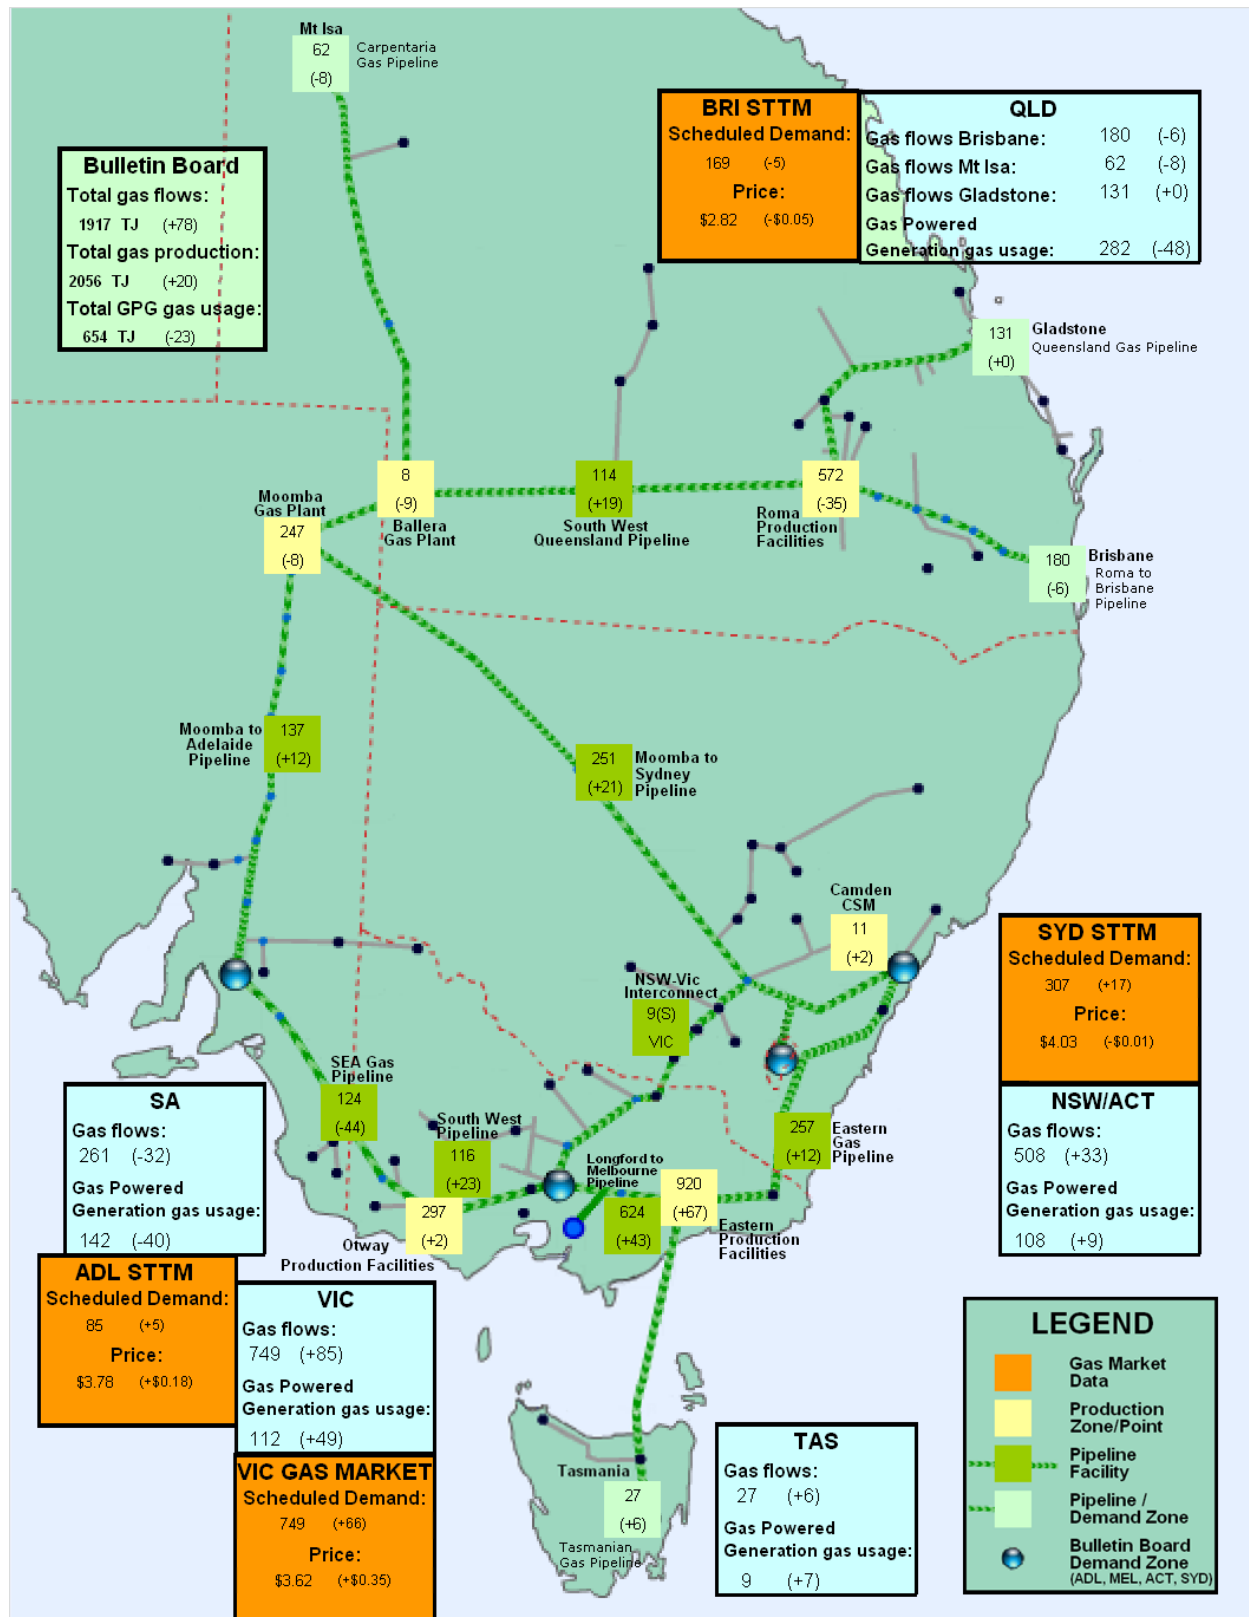 Mt Isa
62
(-8)
Carpentaria
Gas Pipeline
Bulletin Board
Total gas flows:
1917 TJ (+78)
Total gas production:
2056 TJ (+20)
Total GPG gas usage:
654 TJ (-23)
BRI STTM
Scheduled Demand:
169 (-5)
Price:
$2.82 (-$0.05)
QLD
Gas flows Brisbane: 180 (-6)
Gas flows Mt Isa: 62 (-8)
Gas flows Gladstone: 131 (+0)
Gas Powered
Generation gas usage: 282 (-48)
131
(+0)
Gladstone
Queensland Gas Pipeline
Moomba
Gas Plant
247
(-8)
8
(-9)
Ballera
Gas Plant
114
(+19)
South West
Queensland Pipeline
572
(-35)
Roma
Production
Facilities
180
(-6)
Brisbane
Roma to
Brisbane
Pipeline
Moomba to
Adelaide
Pipeline
137
(+12)
251
(+21)
Moomba to
Sydney
Pipeline
Camden
CSM
11
(+2)
NSW-Vic
Interconnect
9(S)
VIC
SYD STTM
Scheduled Demand:
307 (+17)
Price:
$4.03 (-$0.01)
NSW/ACT
Gas flows:
508 (+33)
Gas Powered
Generation gas usage:
108 (+9)
SEA Gas
Pipeline
124
(-44)
South West
Pipeline
116
(+23)
Longford to
Melbourne
Pipeline
624
(+43)
920
(+67)
Eastern
Production
Facilities
257
(+12)
Eastern
Gas
Pipeline
297
(+2)
Otway
Production Facilities
SA
Gas flows:
261 (-32)
Gas Powered
Generation gas usage:
142 (-40)
ADL STTM
Scheduled Demand:
85 (+5)
Price:
$3.78 (+$0.18)
VIC
Gas flows:
749 (+85)
Gas Powered
Generation gas usage:
112 (+49)
VIC GAS MARKET
Scheduled Demand:
749 (+66)
Price:
$3.62 (+$0.35)
Tasmania
27
(+6)
Tasmanian
Gas Pipeline
TAS
Gas flows:
27 (+6)
Gas Powered
Generation gas usage:
9 (+7)
LEGEND
Gas Market
Data
Production
Zone/Point
Pipeline
Facility
Pipeline /
Demand Zone
Bulletin Board
Demand Zone
(ADL, MEL, ACT, SYD)